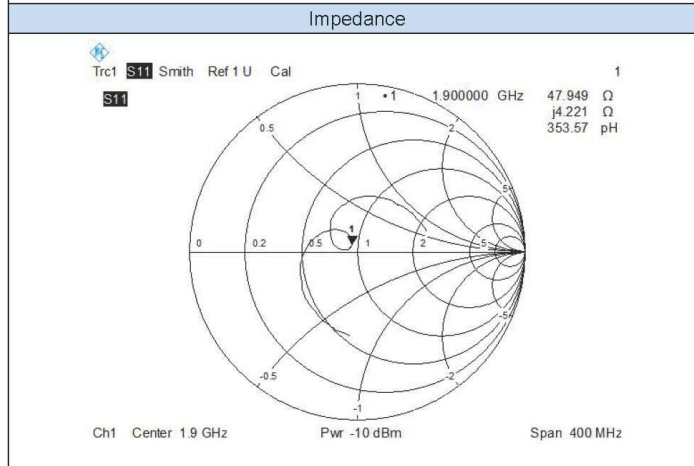 Impedance
Trc1 S11 Smith Ref 1 U Cal 1
S11
•1 1.900000 GHz 47.949 Ω
j4.221 Ω
353.57 pH
1
0.5
2
5
1
0 0.2 0.5 1 2 5
-5
-0.5
-2
-1
Ch1 Center 1.9 GHz Pwr -10 dBm Span 400 MHz